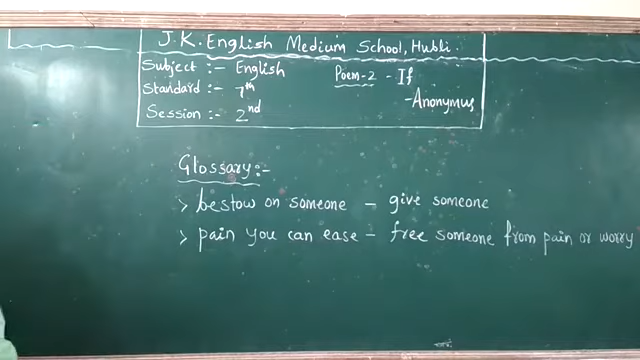 J.K. English Medium School, Hubli.
Subject :- English
Poem-2 - If
Standard :- 7th
-Anonymus
Session :- 2nd
Glossary:-
> bestow on someone - give someone
> pain you can ease - free someone from pain or worry